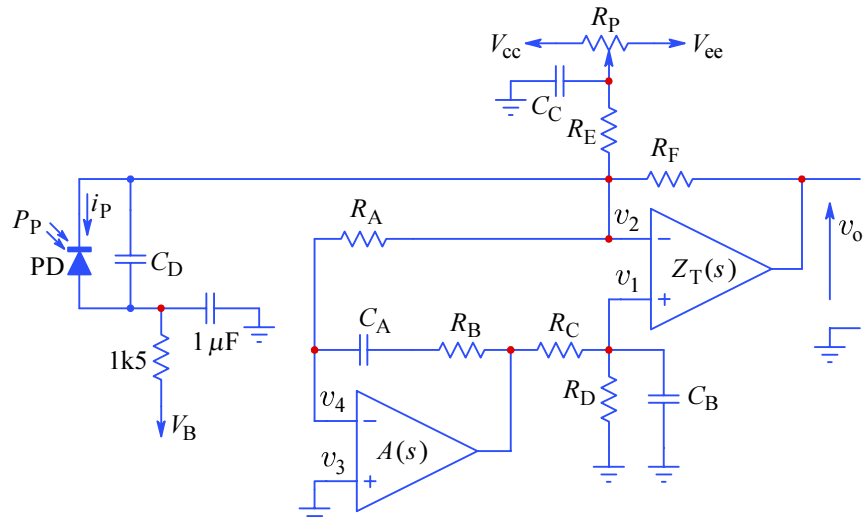 R_P
V_cc
V_ee
C_C
R_E
R_F
i_P
P_P
PD
C_D
R_A
v_2
v_1
−
+
Z_T(s)
v_o
C_A
R_B
R_C
R_D
C_B
1 μF
1k5
V_B
v_4
v_3
−
+
A(s)